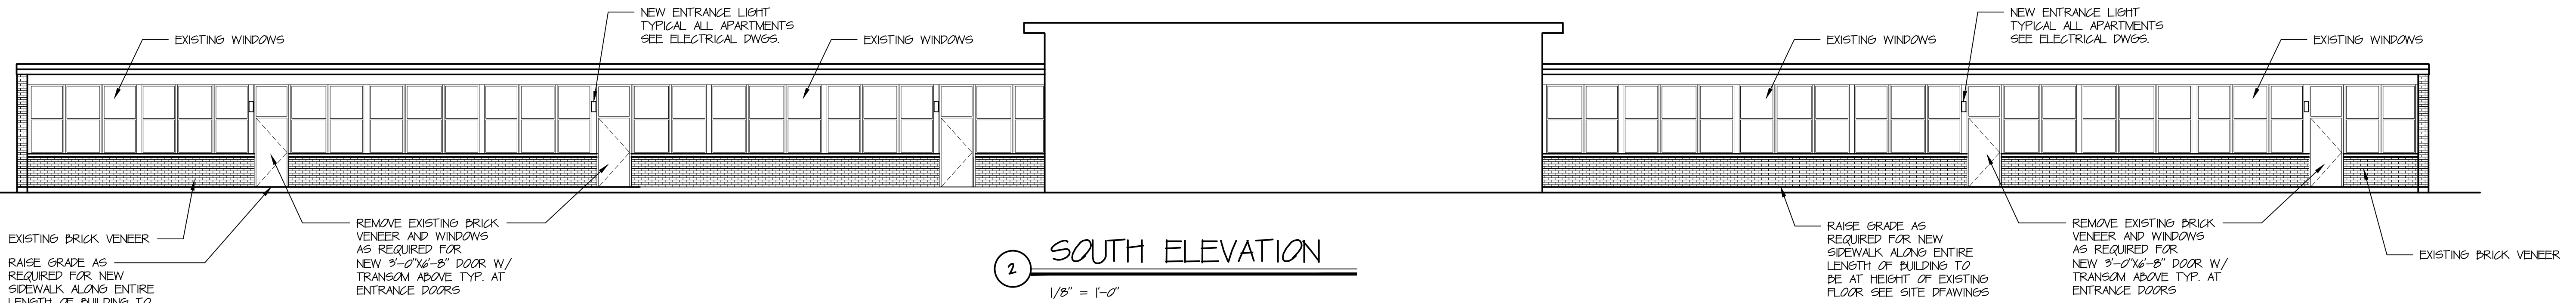 NEW ENTRANCE LIGHT
TYPICAL ALL APARTMENTS
SEE ELECTRICAL DWGS.
EXISTING WINDOWS
EXISTING WINDOWS
NEW ENTRANCE LIGHT
TYPICAL ALL APARTMENTS
SEE ELECTRICAL DWGS.
EXISTING WINDOWS
EXISTING WINDOWS
EXISTING BRICK VENEER
RAISE GRADE AS
REQUIRED FOR NEW
SIDEWALK ALONG ENTIRE
LENGTH OF BUILDING TO
REMOVE EXISTING BRICK
VENEER AND WINDOWS
AS REQUIRED FOR
NEW 3'-0"X6'-8" DOOR W/
TRANSOM ABOVE TYP. AT
ENTRANCE DOORS
2
SOUTH ELEVATION
1/8" = 1'-0"
RAISE GRADE AS
REQUIRED FOR NEW
SIDEWALK ALONG ENTIRE
LENGTH OF BUILDING TO
BE AT HEIGHT OF EXISTING
FLOOR SEE SITE DFAWINGS
REMOVE EXISTING BRICK
VENEER AND WINDOWS
AS REQUIRED FOR
NEW 3'-0"X6'-8" DOOR W/
TRANSOM ABOVE TYP. AT
ENTRANCE DOORS
EXISTING BRICK VENEER